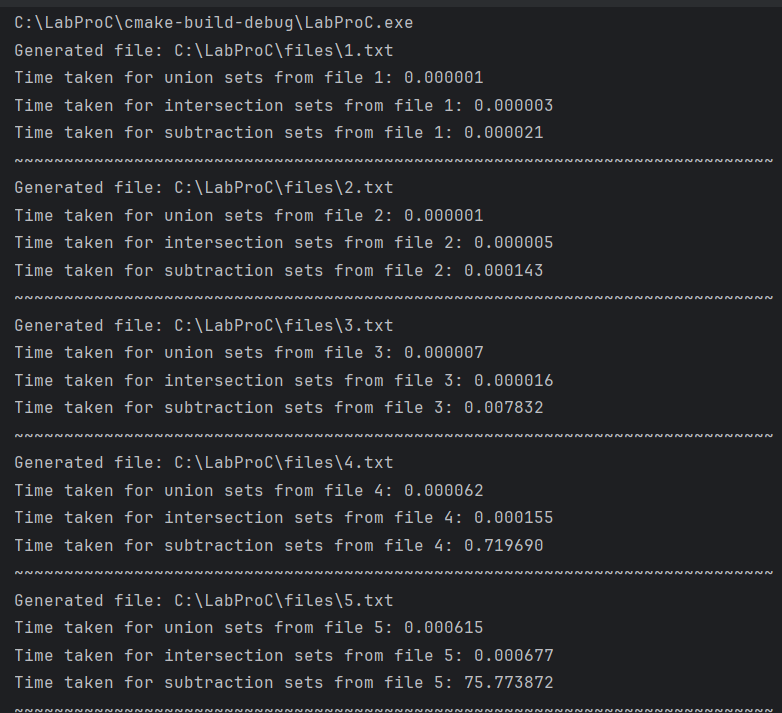 C:\LabProC\cmake-build-debug\LabProC.exe
Generated file: C:\LabProC\files\1.txt
Time taken for union sets from file 1: 0.000001
Time taken for intersection sets from file 1: 0.000003
Time taken for subtraction sets from file 1: 0.000021
~~~~~~~~~~~~~~~~~~~~~~~~~~~~~~~~~~~~~~~~~~~~~~~~~~~~~~~~~~~~~~~~~~~~~~~~~~~~
Generated file: C:\LabProC\files\2.txt
Time taken for union sets from file 2: 0.000001
Time taken for intersection sets from file 2: 0.000005
Time taken for subtraction sets from file 2: 0.000143
~~~~~~~~~~~~~~~~~~~~~~~~~~~~~~~~~~~~~~~~~~~~~~~~~~~~~~~~~~~~~~~~~~~~~~~~~~~~
Generated file: C:\LabProC\files\3.txt
Time taken for union sets from file 3: 0.000007
Time taken for intersection sets from file 3: 0.000016
Time taken for subtraction sets from file 3: 0.007832
~~~~~~~~~~~~~~~~~~~~~~~~~~~~~~~~~~~~~~~~~~~~~~~~~~~~~~~~~~~~~~~~~~~~~~~~~~~~
Generated file: C:\LabProC\files\4.txt
Time taken for union sets from file 4: 0.000062
Time taken for intersection sets from file 4: 0.000155
Time taken for subtraction sets from file 4: 0.719690
~~~~~~~~~~~~~~~~~~~~~~~~~~~~~~~~~~~~~~~~~~~~~~~~~~~~~~~~~~~~~~~~~~~~~~~~~~~~
Generated file: C:\LabProC\files\5.txt
Time taken for union sets from file 5: 0.000615
Time taken for intersection sets from file 5: 0.000677
Time taken for subtraction sets from file 5: 75.773872
~~~~~~~~~~~~~~~~~~~~~~~~~~~~~~~~~~~~~~~~~~~~~~~~~~~~~~~~~~~~~~~~~~~~~~~~~~~~